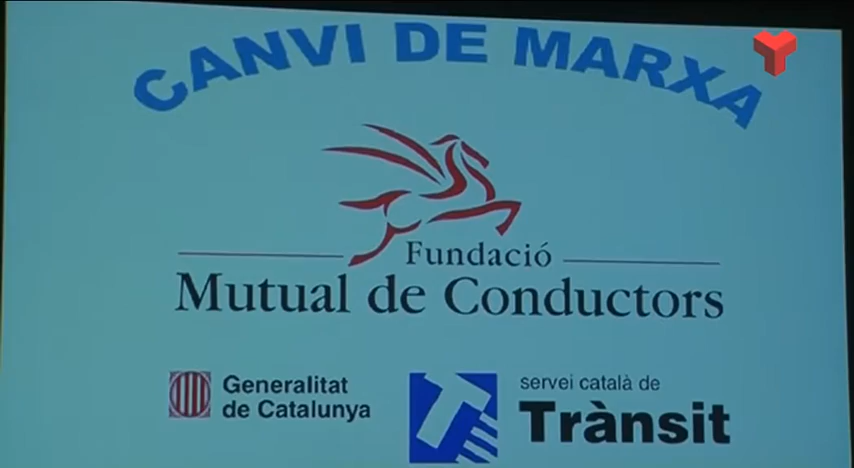 CANVI DE MARXA
Fundació
Mutual de Conductors
Generalitat
de Catalunya
servei català de
Trànsit